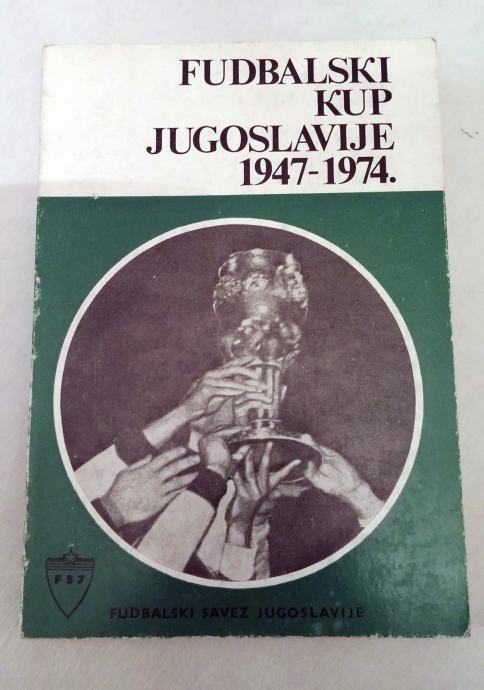 FUDBALSKI
KUP
JUGOSLAVIJE
1947-1974.
FSJ
FUDBALSKI SAVEZ JUGOSLAVIJE